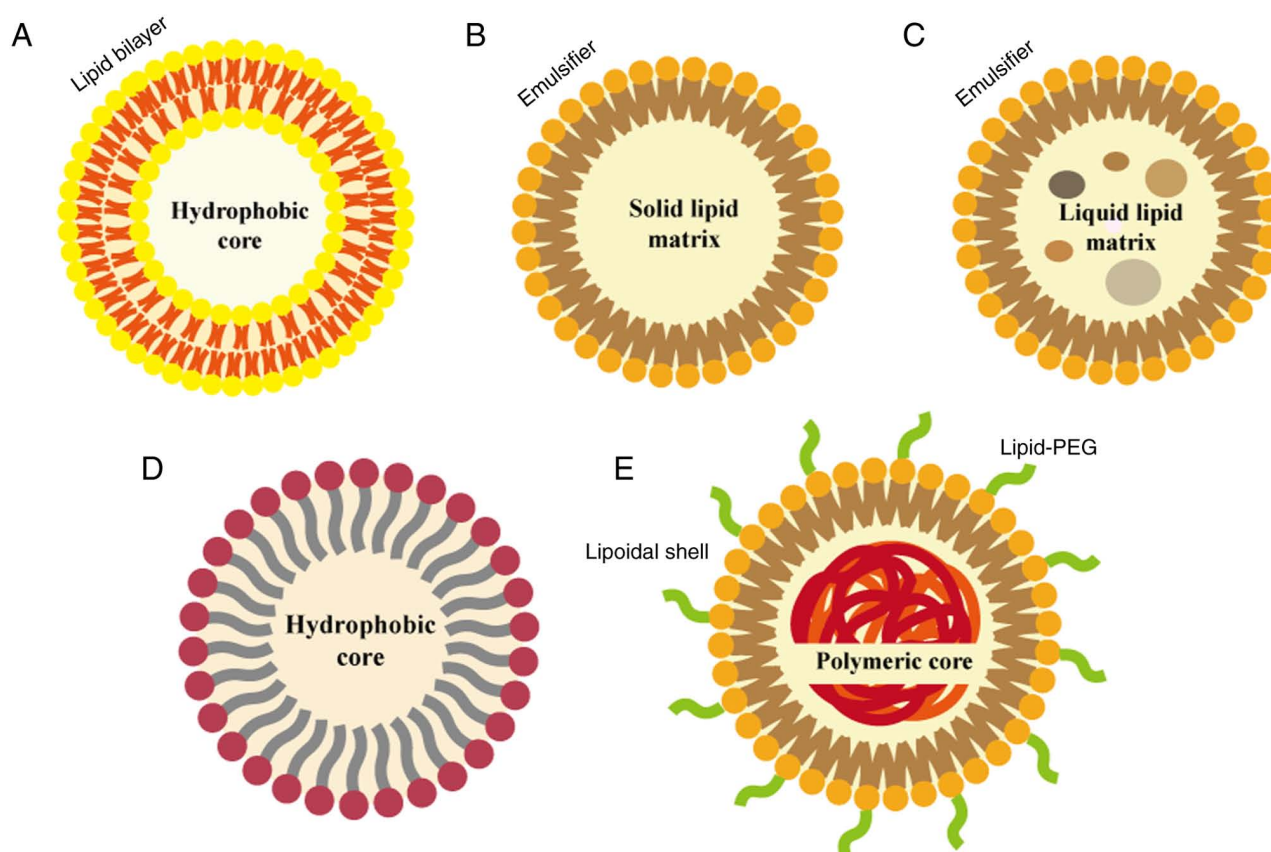 A
Lipid bilayer
Hydrophobic
core
B
Emulsifier
Solid lipid
matrix
C
Emulsifier
Liquid lipid
matrix
D
Hydrophobic
core
E
Lipid-PEG
Lipoidal shell
Polymeric core